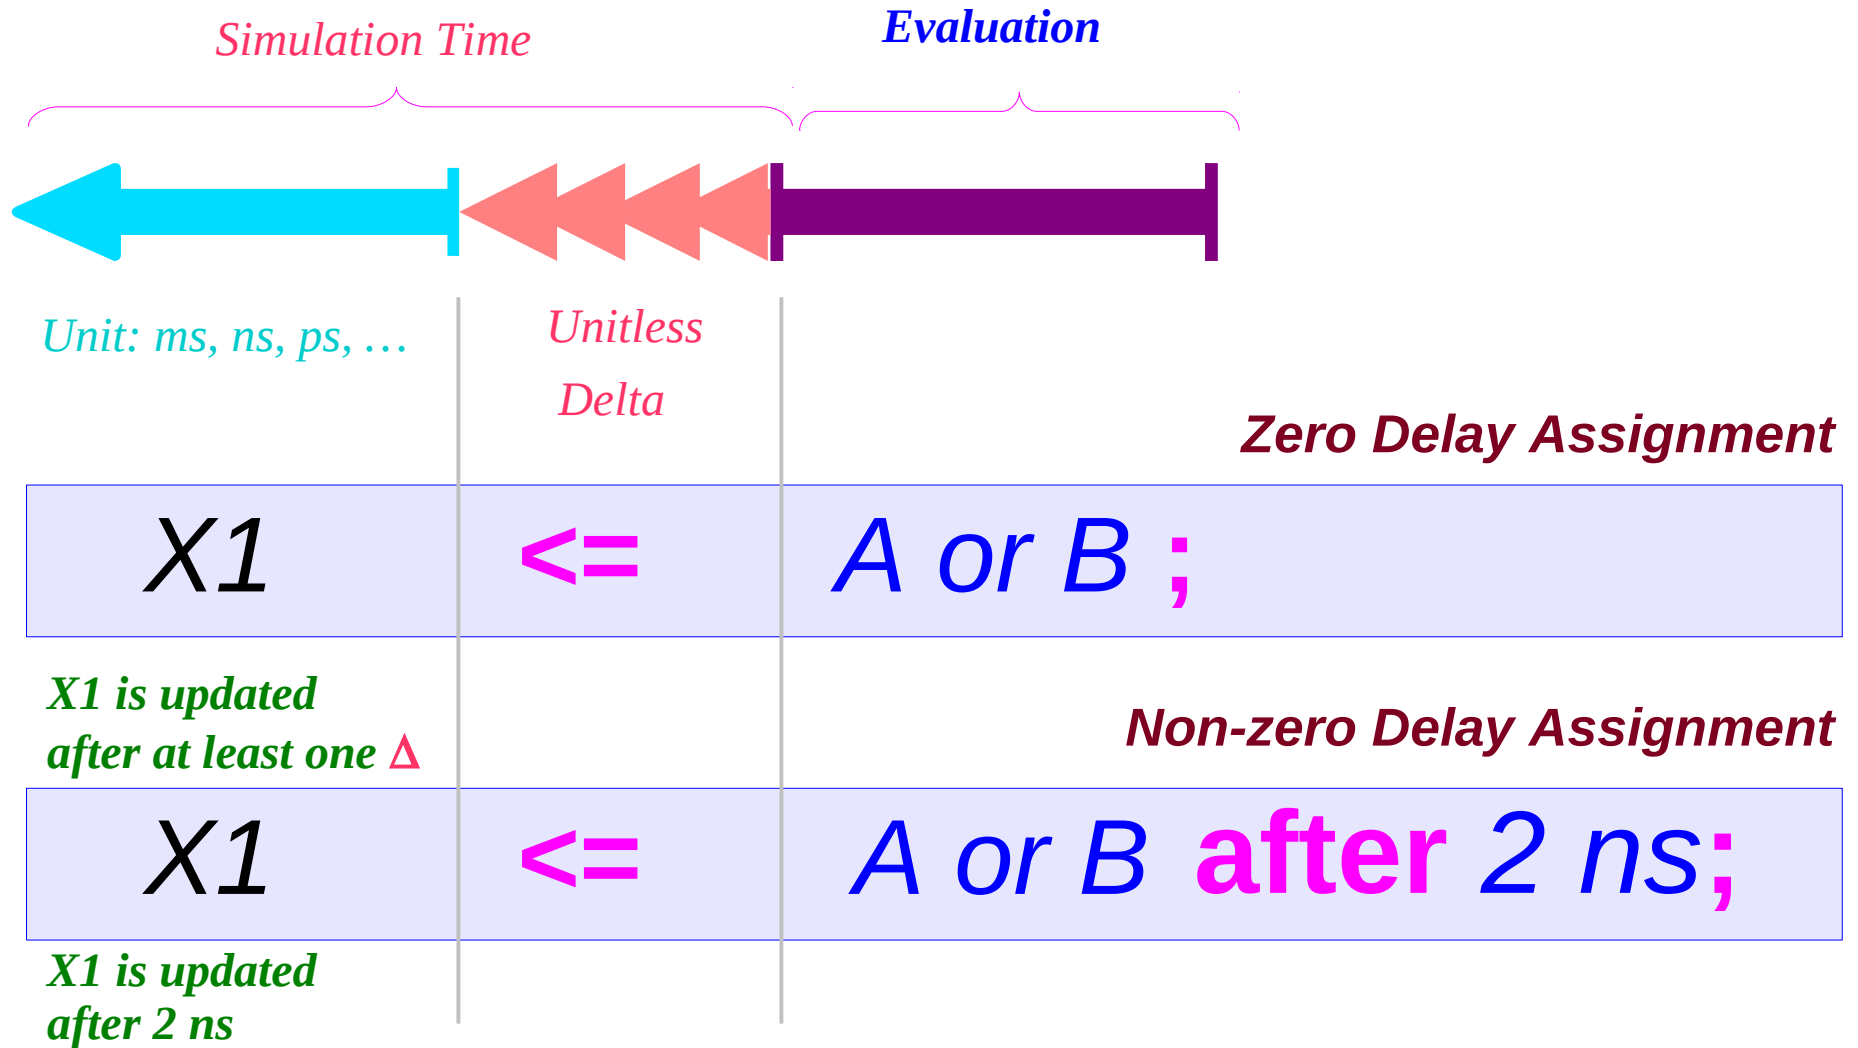 Simulation Time
Evaluation
Unit: ms, ns, ps, …
Unitless
Delta
Zero Delay Assignment
X1 <= A or B ;
X1 is updated
after at least one Δ
Non-zero Delay Assignment
X1 <= A or B after 2 ns;
X1 is updated
after 2 ns